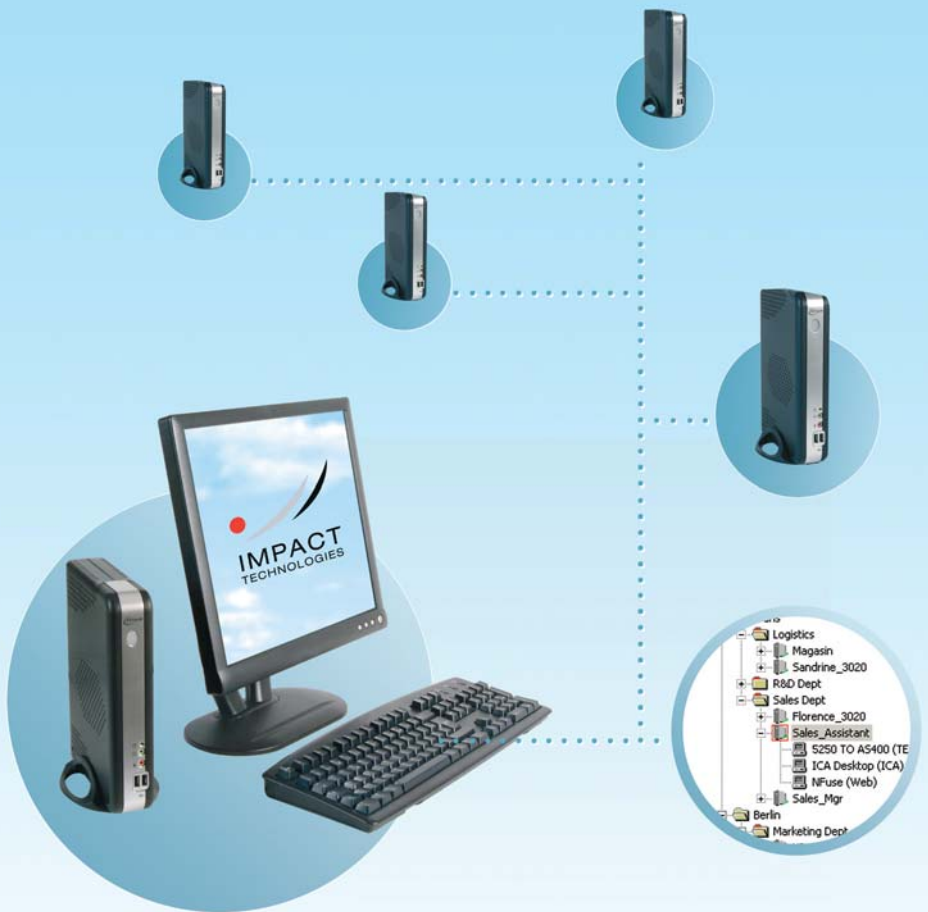 IMPACT
TECHNOLOGIES
Logistics
Magasin
Sandrine_3020
R&D Dept
Sales Dept
Florence_3020
Sales_Assistant
5250 TO AS400 (TE
ICA Desktop (ICA)
NFuse (Web)
Sales_Mgr
Berlin
Marketing Dept